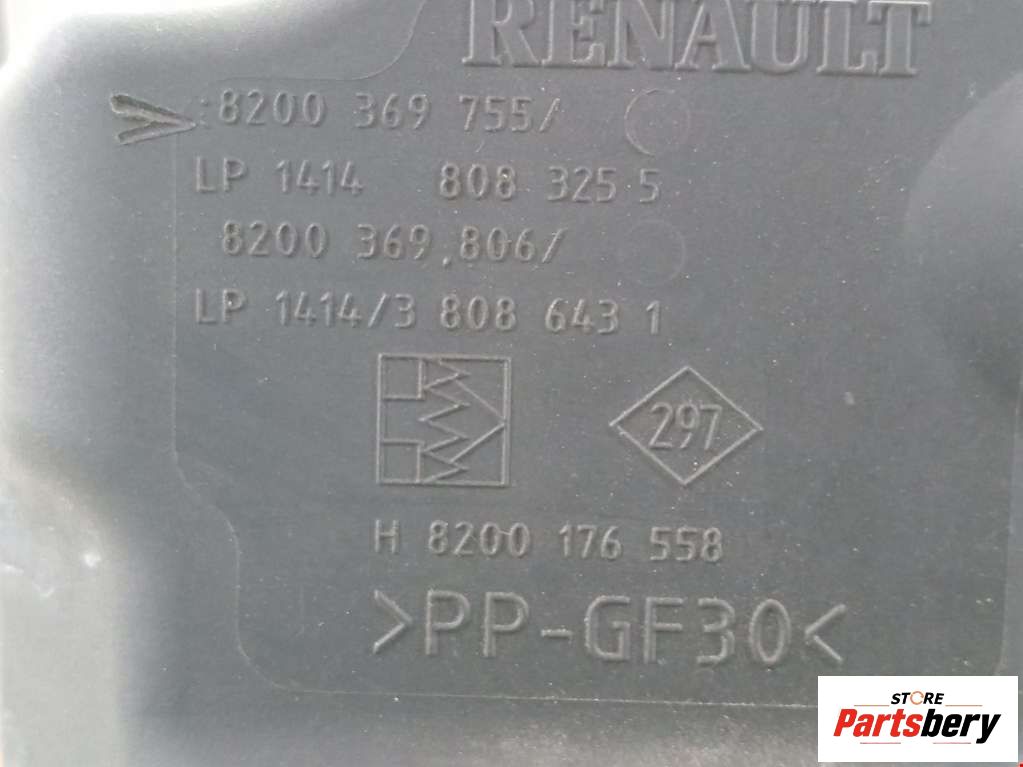 RENAULT
:8200 369 755/
LP 1414 808 325 5
8200 369.806/
LP 1414/3 808 643 1
297
H 8200 176 558
>PP-GF30<
STORE
Partsbery